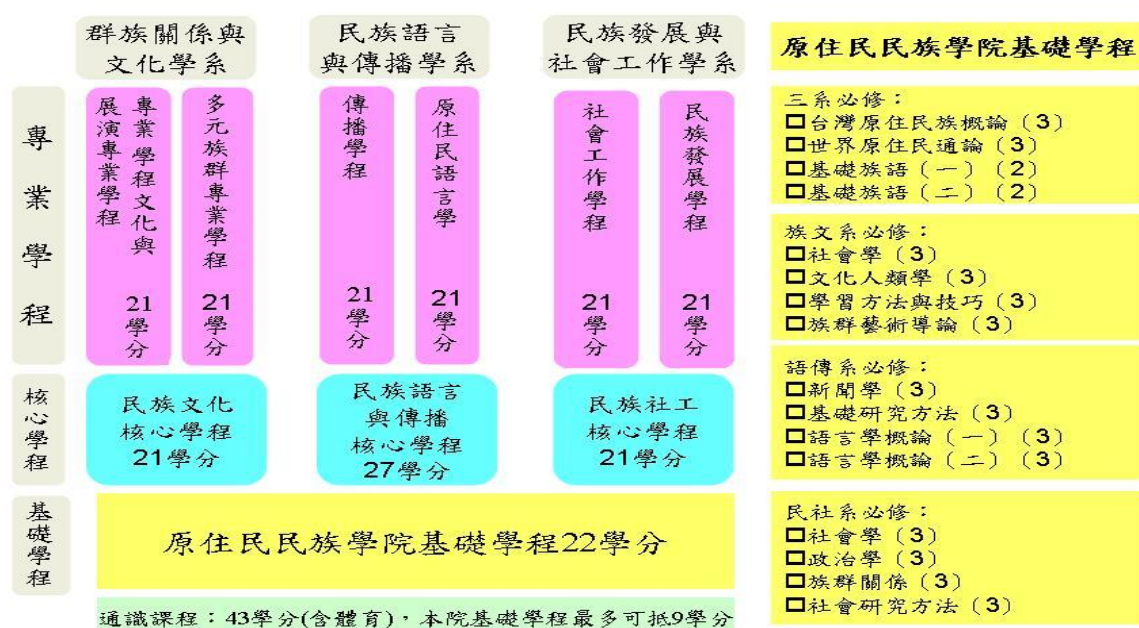 群族關係與
文化學系
民族語言
與傳播學系
民族發展與
社會工作學系
專業學程
專業學程文化與
展演專業學程
21學分
多元族群專業學程
21學分
傳播學程
21學分
原住民語言學
21學分
社會工作學程
21學分
民族發展學程
21學分
核心學程
民族文化
核心學程
21學分
民族語言
與傳播
核心學程
27學分
民族社工
核心學程
21學分
基礎學程
原住民民族學院基礎學程22學分
通識課程：43學分(含體育)，本院基礎學程最多可抵9學分
原住民民族學院基礎學程
三系必修：
□台灣原住民族概論（3）
□世界原住民通論（3）
□基礎族語（一）（2）
□基礎族語（二）（2）
族文系必修：
□社會學（3）
□文化人類學（3）
□學習方法與技巧（3）
□族群藝術導論（3）
語傳系必修：
□新聞學（3）
□基礎研究方法（3）
□語言學概論（一）（3）
□語言學概論（二）（3）
民社系必修：
□社會學（3）
□政治學（3）
□族群關係（3）
□社會研究方法（3）